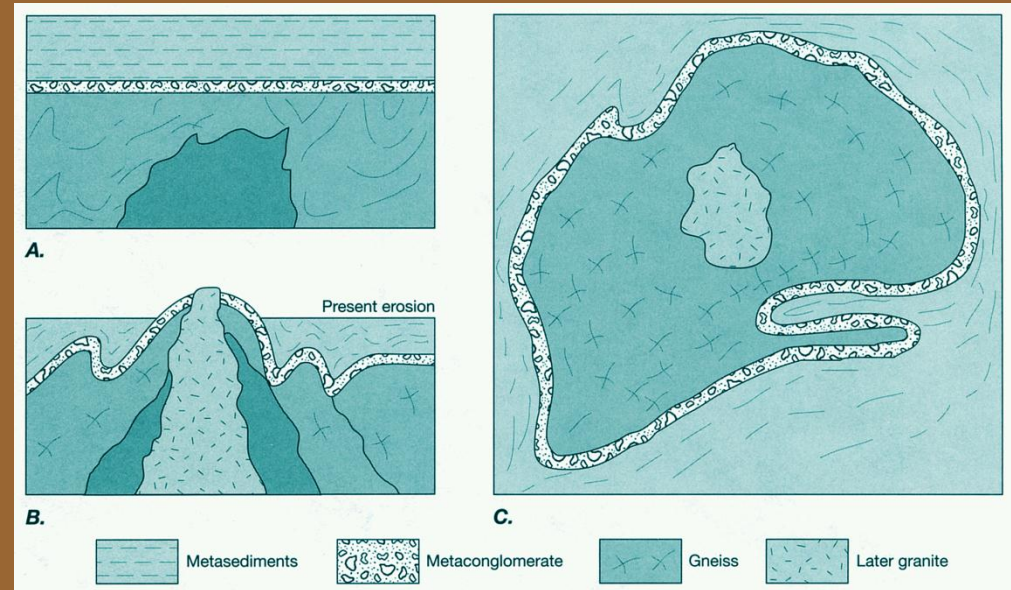 A.
Present erosion
B.
C.
Metasediments
Metaconglomerate
Gneiss
Later granite